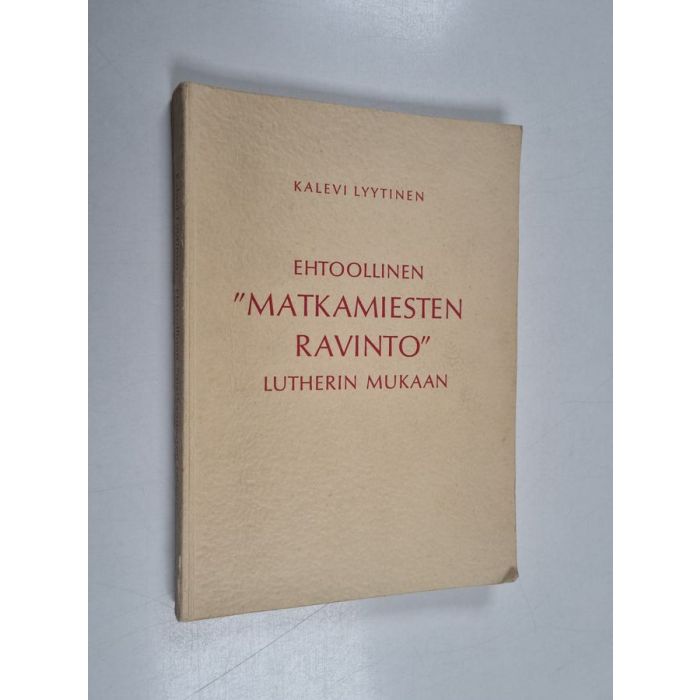 KALEVI LYYTINEN
EHTOOLLINEN
”MATKAMIESTEN
RAVINTO”
LUTHERIN MUKAAN